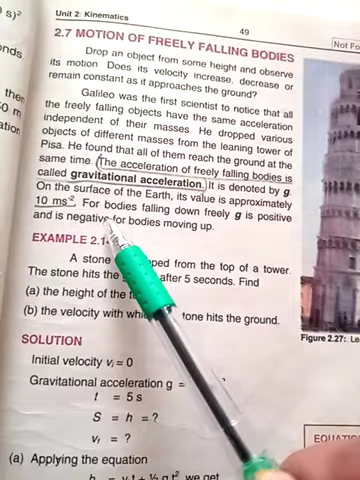 s)²
Unit 2: Kinematics
49
Not Fo
2.7 MOTION OF FREELY FALLING BODIES
onds
Drop an object from some height and observe
its motion Does its velocity increase, decrease or
remain constant as it approaches the ground?
then
50 m
ation
Galileo was the first scientist to notice that all
the freely falling objects have the same acceleration
independent of their masses. He dropped various
objects of different masses from the leaning tower of
Pisa. He found that all of them reach the ground at the
same time. The acceleration of freely falling bodies is
called gravitational acceleration. It is denoted by g.
On the surface of the Earth, its value is approximately
10 ms⁻². For bodies falling down freely g is positive
and is negative for bodies moving up.
EXAMPLE 2.1
A stone ped from the top of a tower.
The stone hits the after 5 seconds. Find
(a) the height of the
(b) the velocity with tone hits the ground.
Figure 2.27: Le
SOLUTION
Initial velocity vᵢ = 0
Gravitational acceleration g =
t = 5 s
S = h = ?
v_f = ?
EQUATIO
(a) Applying the equation
h = vᵢ t + ½ g t² we get